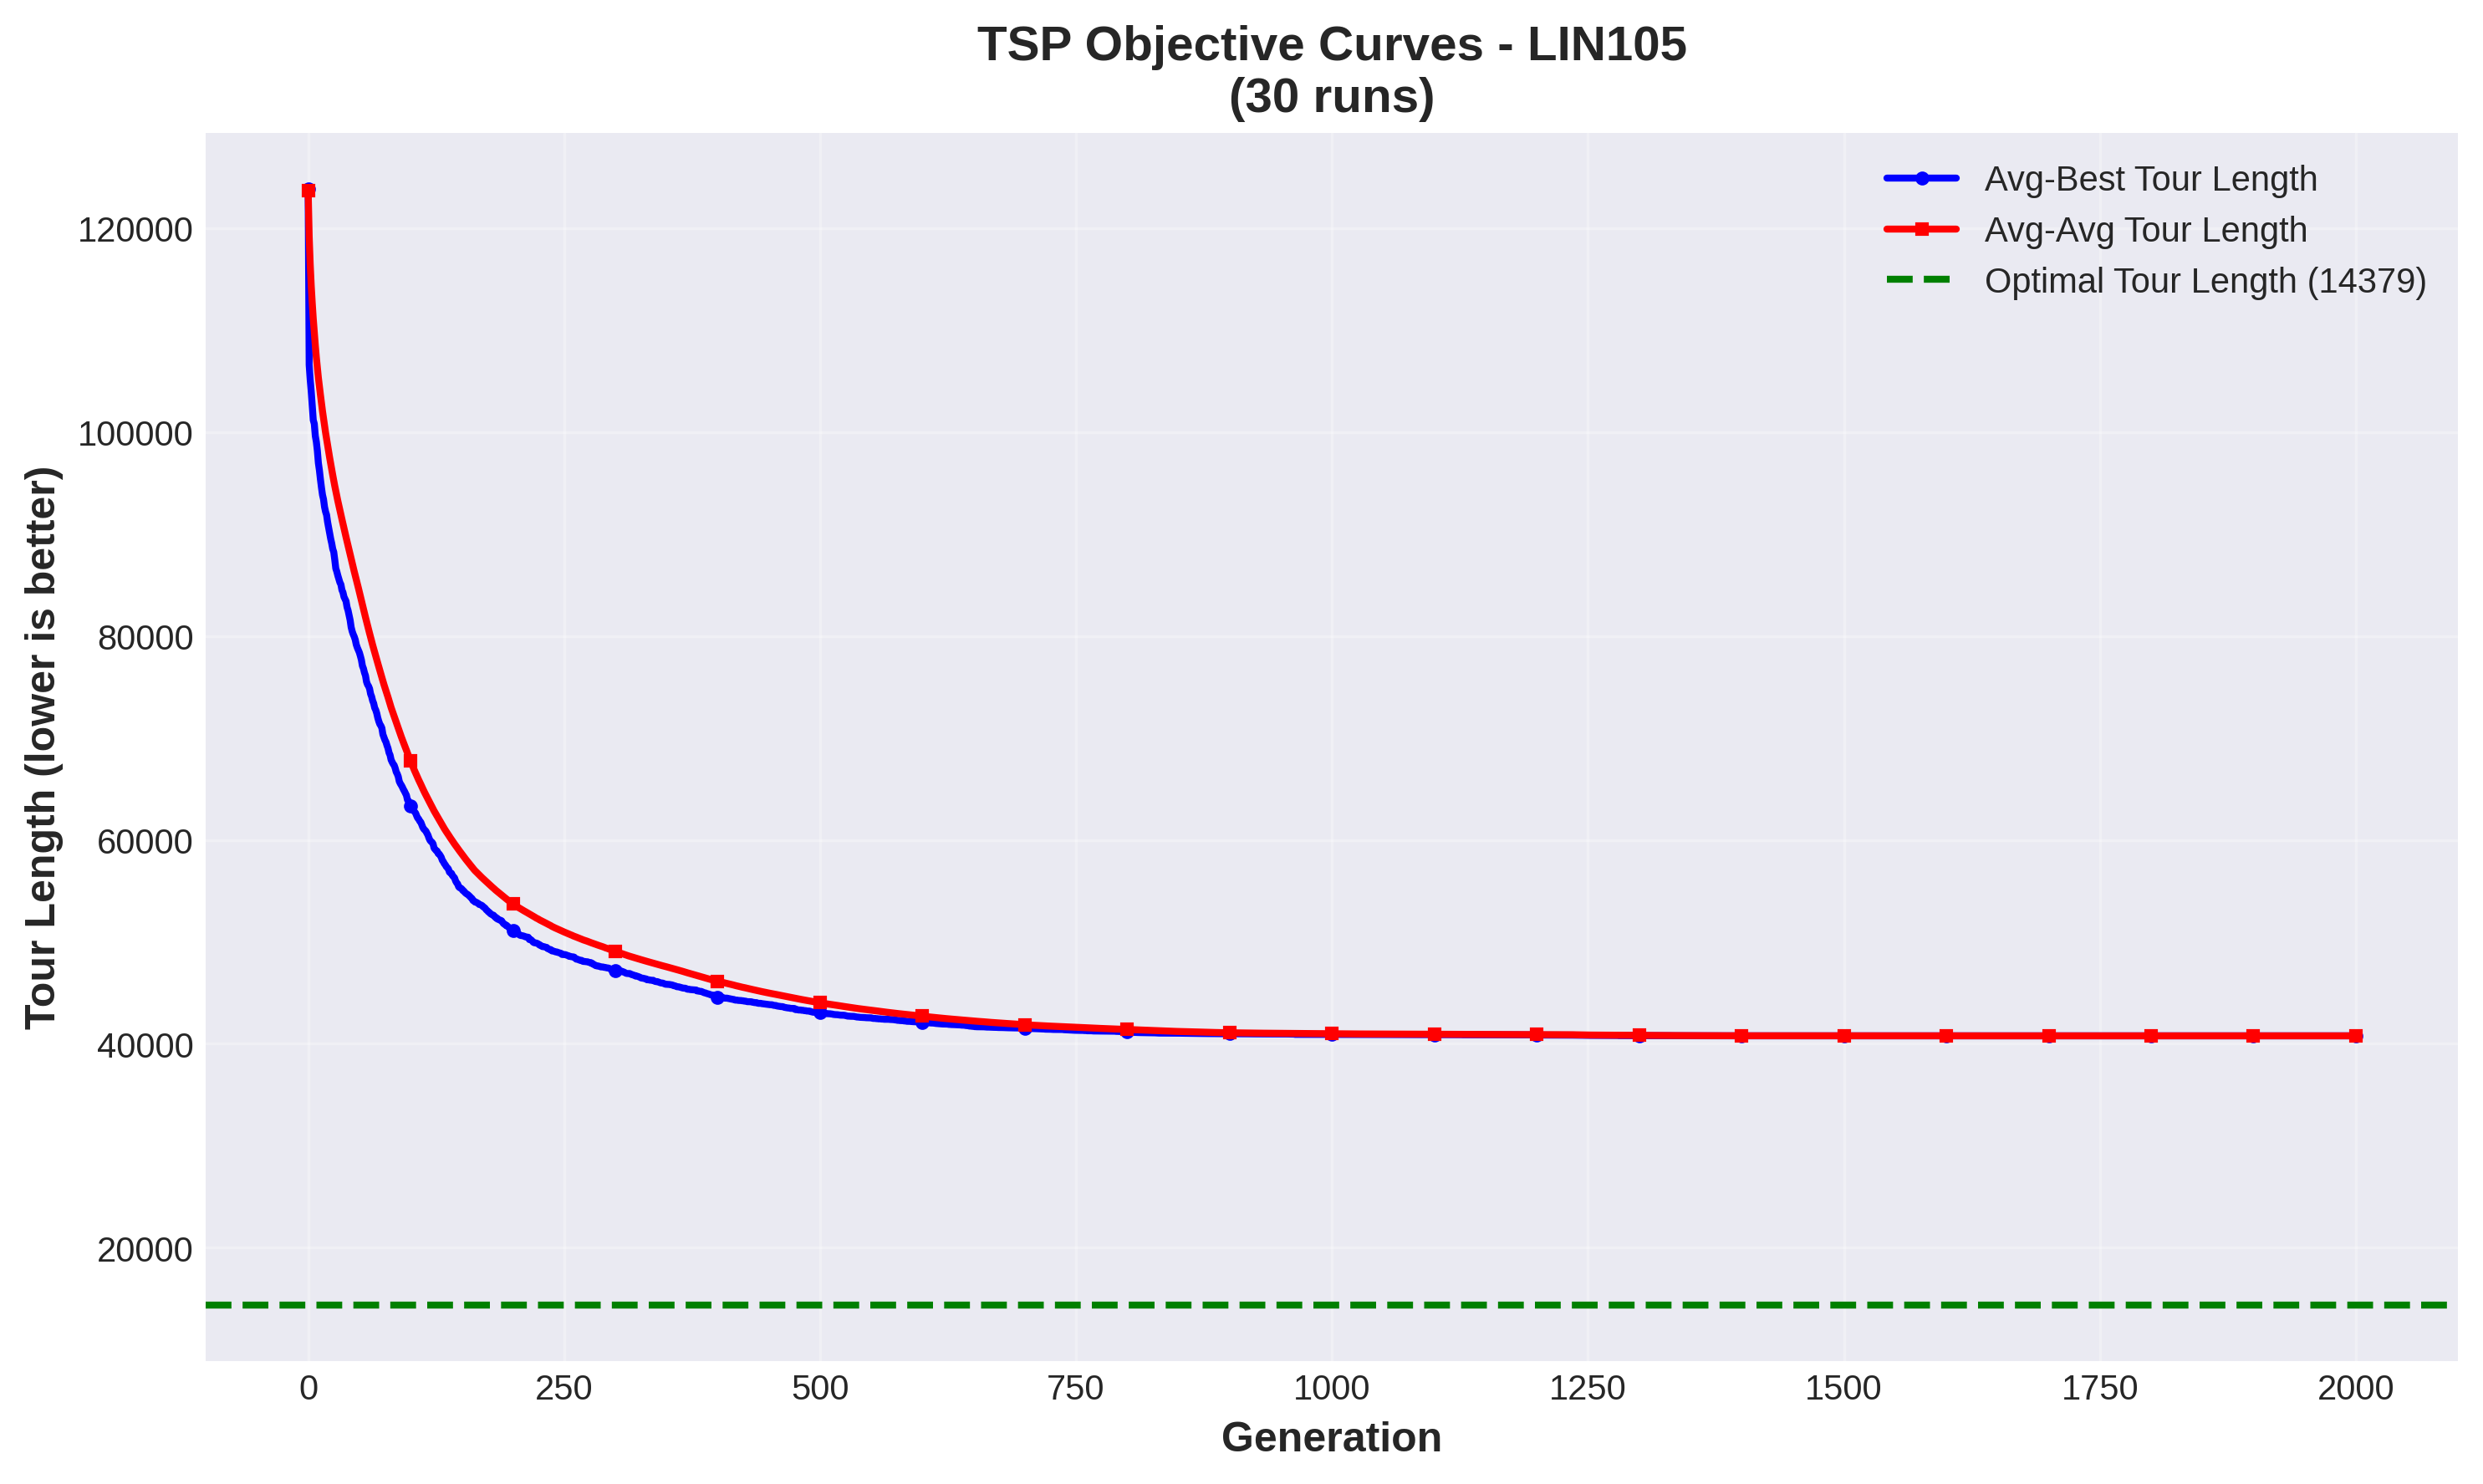 TSP Objective Curves - LIN105
(30 runs)
Avg-Best Tour Length
Avg-Avg Tour Length
Optimal Tour Length (14379)
Tour Length (lower is better)
120000
100000
80000
60000
40000
20000
0 250 500 750 1000 1250 1500 1750 2000
Generation